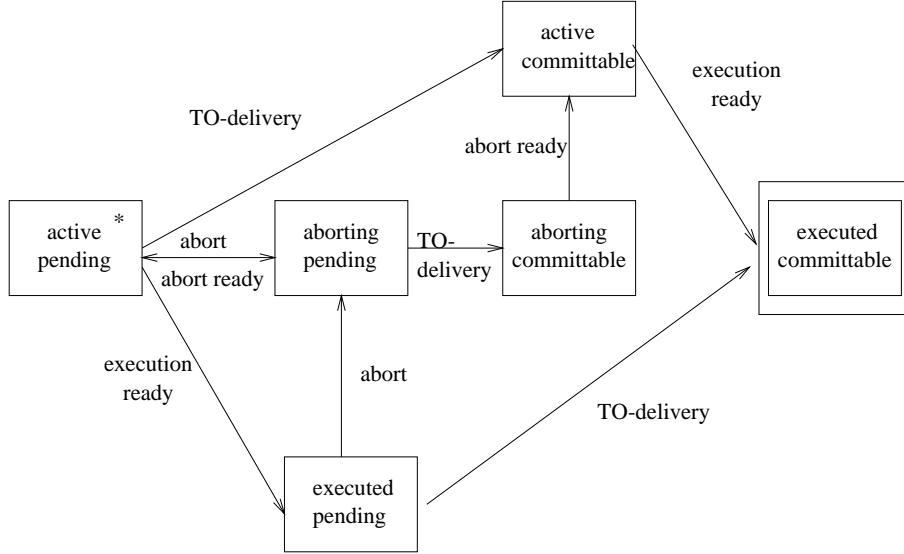 active
committable
execution
ready
TO-delivery
abort ready
active *
pending
abort
abort ready
aborting
pending
TO-
delivery
aborting
committable
executed
committable
execution
ready
abort
TO-delivery
executed
pending